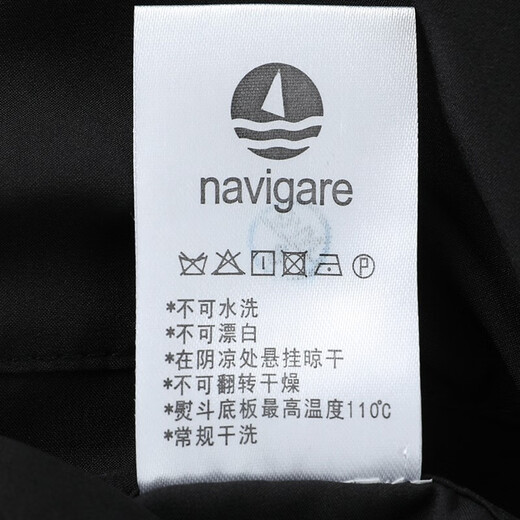 navigare
P
*不可水洗
*不可漂白
*在阴凉处悬挂晾干
*不可翻转干燥
*熨斗底板最高温度110℃
*常规干洗